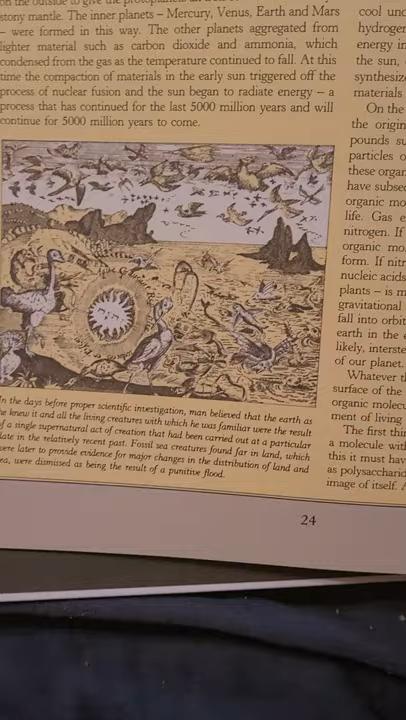 on the outside to give the
stony mantle. The inner planets – Mercury, Venus, Earth and Mars
– were formed in this way. The other planets aggregated from
lighter material such as carbon dioxide and ammonia, which
condensed from the gas as the temperature continued to fall. At this
time the compaction of materials in the early sun triggered off the
process of nuclear fusion and the sun began to radiate energy – a
process that has continued for the last 5000 million years and will
continue for 5000 million years to come.
In the days before proper scientific investigation, man believed that the earth as
he knew it and all the living creatures with which he was familiar were the result
of a single supernatural act of creation that had been carried out at a particular
date in the relatively recent past. Fossil sea creatures found far in land, which
were later to provide evidence for major changes in the distribution of land and
sea, were dismissed as being the result of a punitive flood.
cool
hydrogen
energy in
the sun,
synthesiz
materials
On the
the origin
pounds su
particles o
these orga
have subse
organic mo
life. Gas e
nitrogen. If
organic mo
form. If nitr
nucleic acids
plants – is m
gravitational
fall into orbit
earth in the e
likely, interste
of our planet.
Whatever th
surface of the
organic molecu
ment of living
The first thin
a molecule with
this it must hav
as polysaccharid
image of itself. A
24